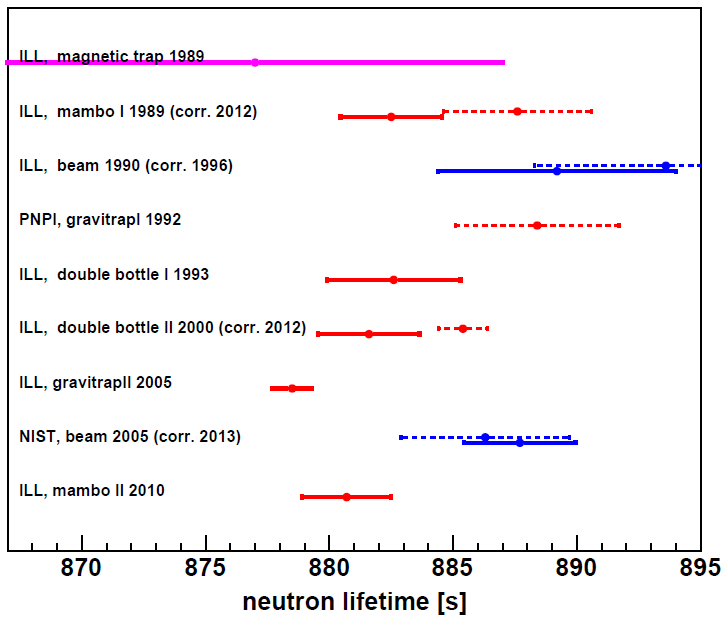 ILL,  magnetic trap 1989
ILL,  mambo I 1989 (corr. 2012)
ILL,  beam 1990 (corr. 1996)
PNPI, gravitrapI 1992
ILL,  double bottle I 1993
ILL,  double bottle II 2000 (corr. 2012)
ILL, gravitrapII 2005
NIST, beam 2005 (corr. 2013)
ILL, mambo II 2010
870 875 880 885 890 895
neutron lifetime [s]